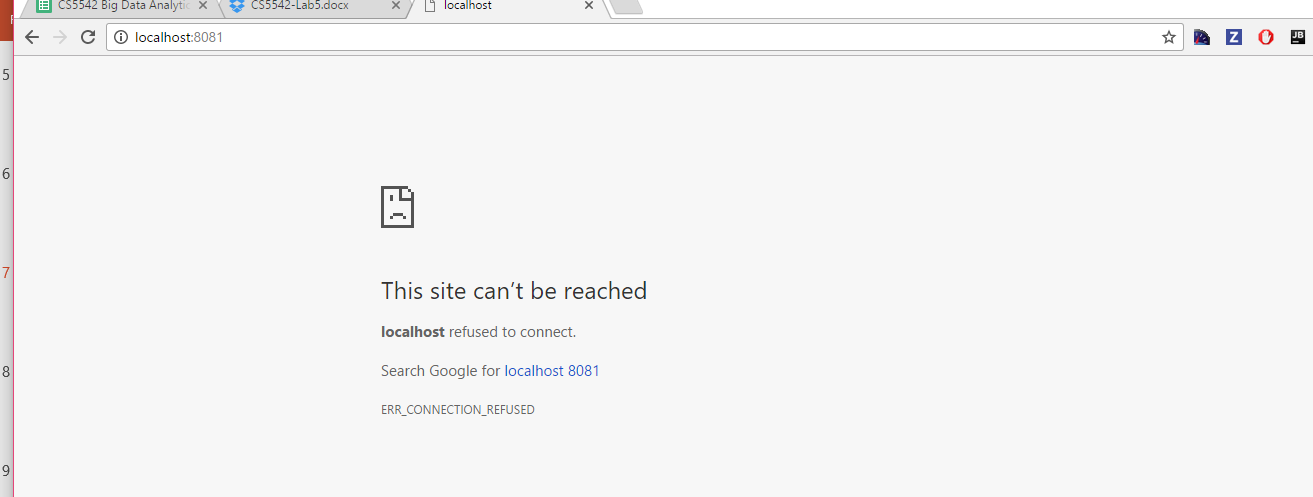 CS5542 Big Data Analytic
CS5542-Lab5.docx
localhost
localhost:8081
Z
JB
5
6
7
8
9
This site can’t be reached
localhost refused to connect.
Search Google for localhost 8081
ERR_CONNECTION_REFUSED